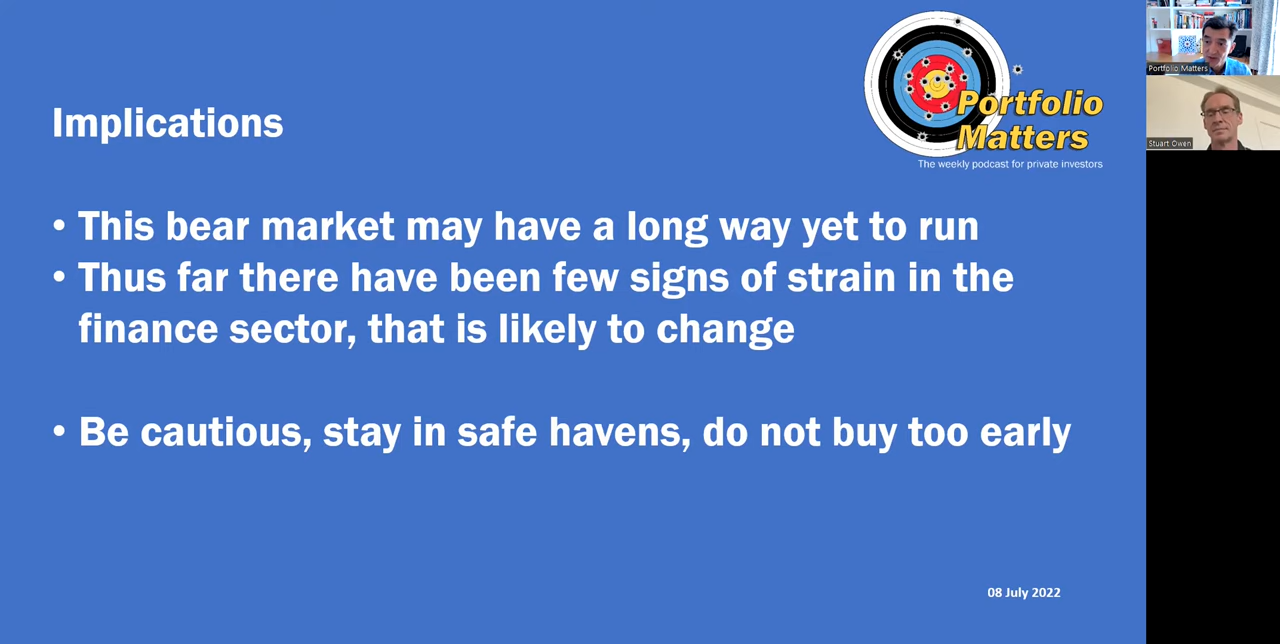 Implications
Portfolio
Matters
The weekly podcast for private investors
• This bear market may have a long way yet to run
• Thus far there have been few signs of strain in the
finance sector, that is likely to change
• Be cautious, stay in safe havens, do not buy too early
08 July 2022
Portfolio Matters
Stuart Owen